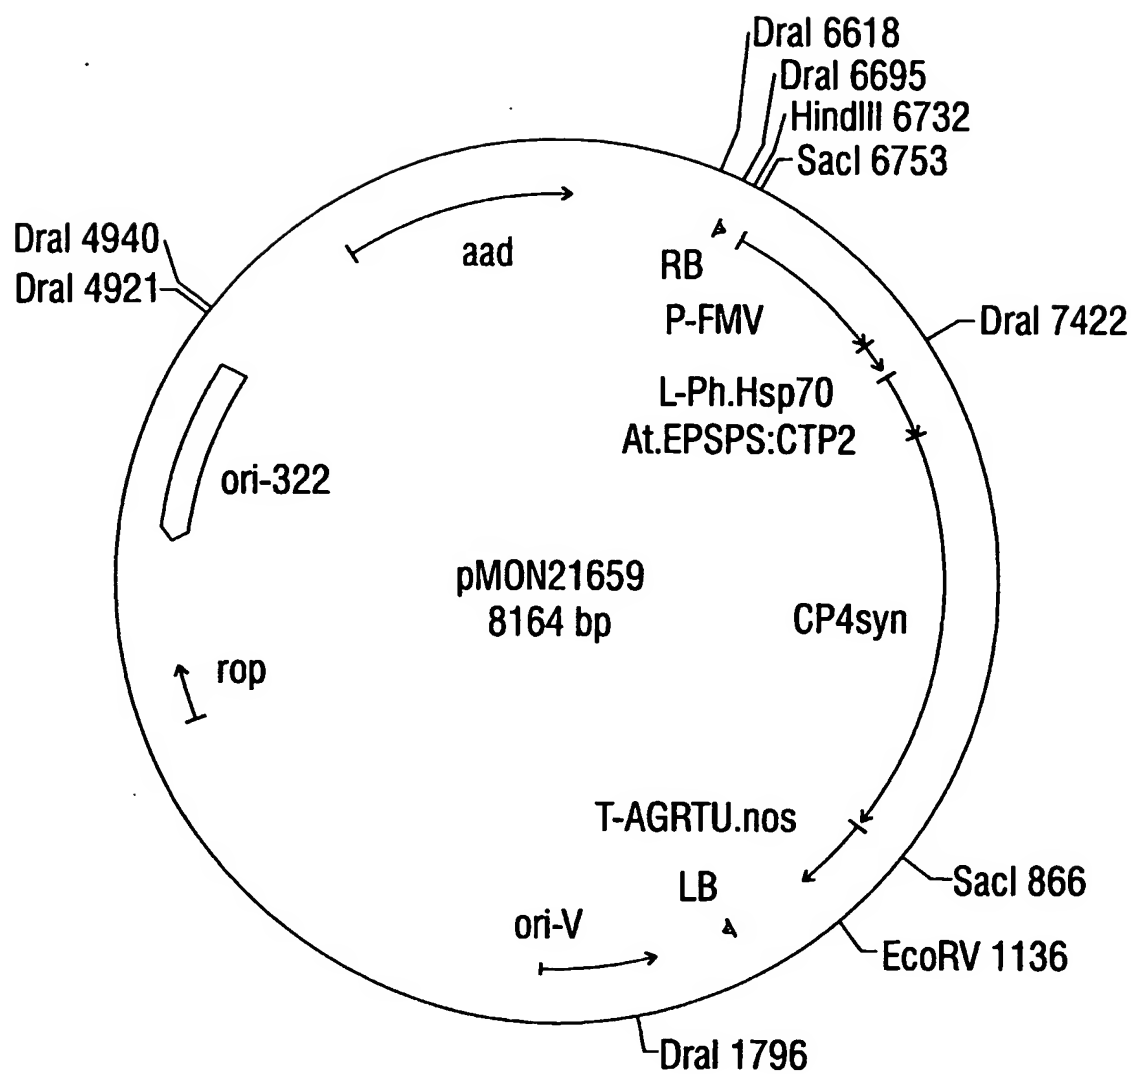 DraI 6618
DraI 6695
HindIII 6732
SacI 6753
DraI 4940
DraI 4921
aad
RB
P-FMV
DraI 7422
L-Ph.Hsp70
At.EPSPS:CTP2
ori-322
pMON21659
8164 bp
CP4syn
rop
T-AGRTU.nos
LB
SacI 866
ori-V
EcoRV 1136
DraI 1796